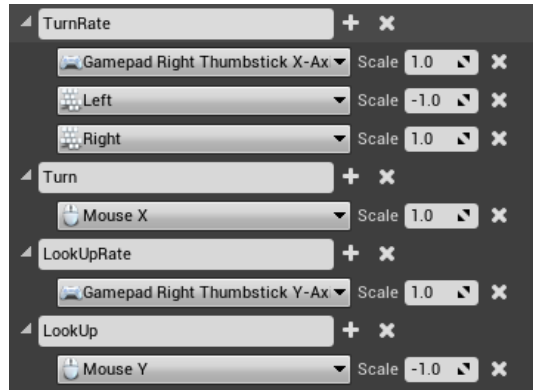 TurnRate
Gamepad Right Thumbstick X-Ax Scale 1.0
Left Scale -1.0
Right Scale 1.0
Turn
Mouse X Scale 1.0
LookUpRate
Gamepad Right Thumbstick Y-Ax Scale 1.0
LookUp
Mouse Y Scale -1.0